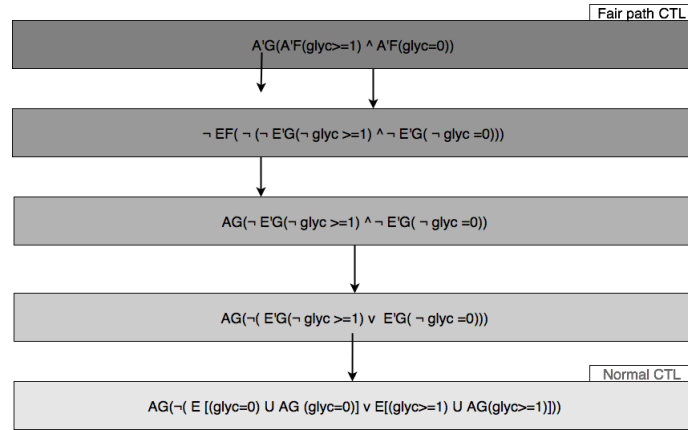 Fair path CTL
A'G(A'F(glyc>=1) ^ A'F(glyc=0))
¬ EF( ¬ (¬ E'G(¬ glyc >=1) ^ ¬ E'G( ¬ glyc =0)))
AG(¬ E'G(¬ glyc >=1) ^ ¬ E'G( ¬ glyc =0))
AG(¬( E'G(¬ glyc >=1) v E'G( ¬ glyc =0)))
Normal CTL
AG(¬( E [(glyc=0) U AG (glyc=0)] v E[(glyc>=1) U AG(glyc>=1)]))